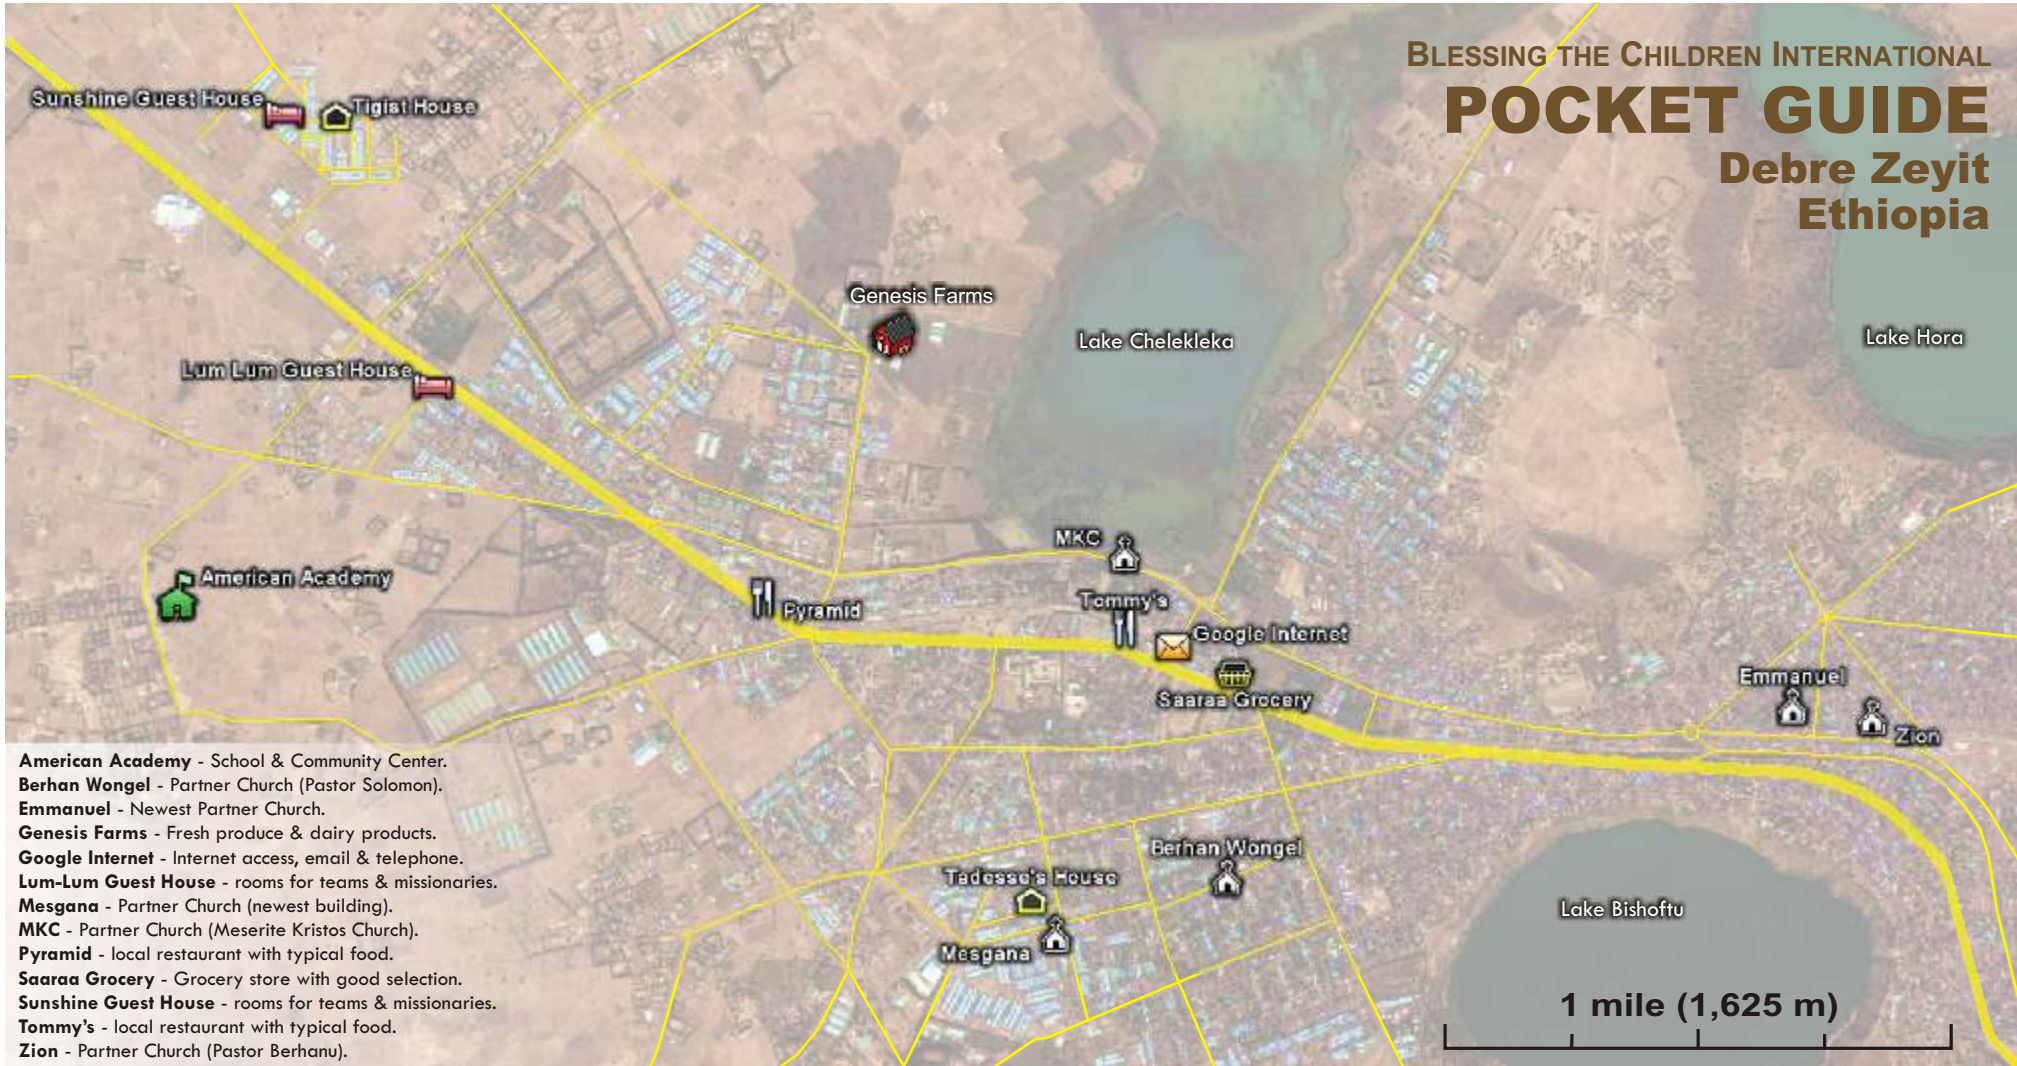 BLESSING THE CHILDREN INTERNATIONAL
POCKET GUIDE
Debre Zeyit
Ethiopia
Sunshine Guest House
Tigist House
Genesis Farms
Lake Chelekleka
Lake Hora
Lum Lum Guest House
MKC
American Academy
Tommy's
Pyramid
Google Internet
Saaraa Grocery
Emmanuel
Zion
Berhan Wongel
Tadesse's House
Mesgana
Lake Bishoftu
1 mile (1,625 m)
American Academy - School & Community Center.
Berhan Wongel - Partner Church (Pastor Solomon).
Emmanuel - Newest Partner Church.
Genesis Farms - Fresh produce & dairy products.
Google Internet - Internet access, email & telephone.
Lum-Lum Guest House - rooms for teams & missionaries.
Mesgana - Partner Church (newest building).
MKC - Partner Church (Meserite Kristos Church).
Pyramid - local restaurant with typical food.
Saaraa Grocery - Grocery store with good selection.
Sunshine Guest House - rooms for teams & missionaries.
Tommy's - local restaurant with typical food.
Zion - Partner Church (Pastor Berhanu).